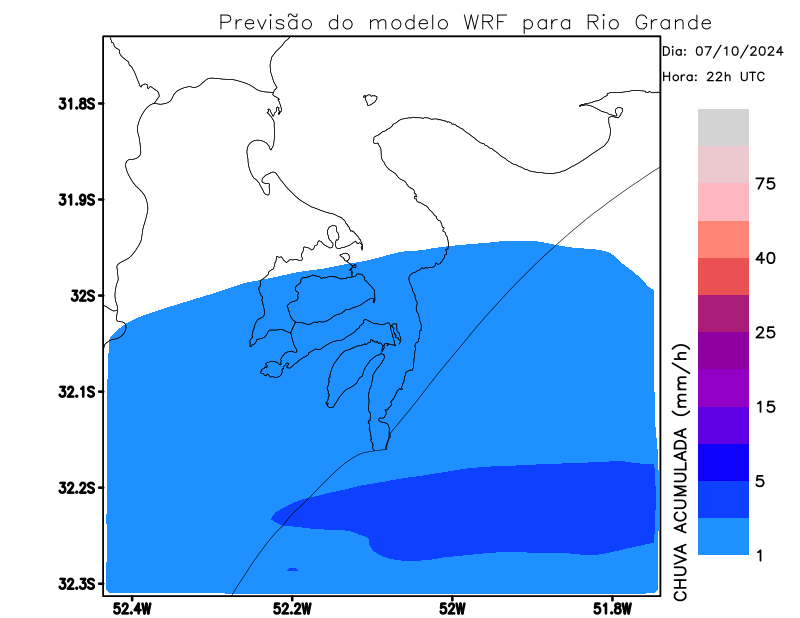 Previsão do modelo WRF para Rio Grande
Dia: 07/10/2024
Hora: 22h UTC
31.8S
31.9S
32S
32.1S
32.2S
32.3S
52.4W
52.2W
52W
51.8W
75
40
25
15
5
1
CHUVA ACUMULADA (mm/h)